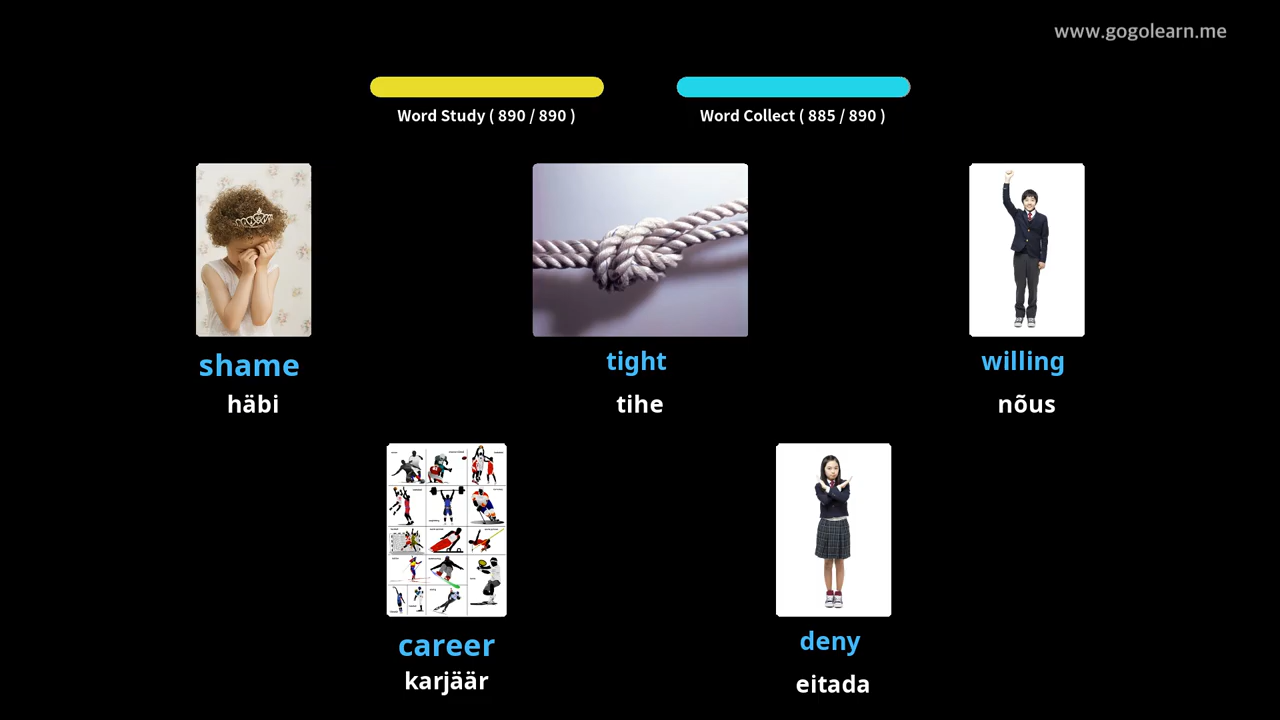 www.gogolearn.me
Word Study ( 890 / 890 )
Word Collect ( 885 / 890 )
shame
häbi
tight
tihe
willing
nõus
career
karjäär
deny
eitada